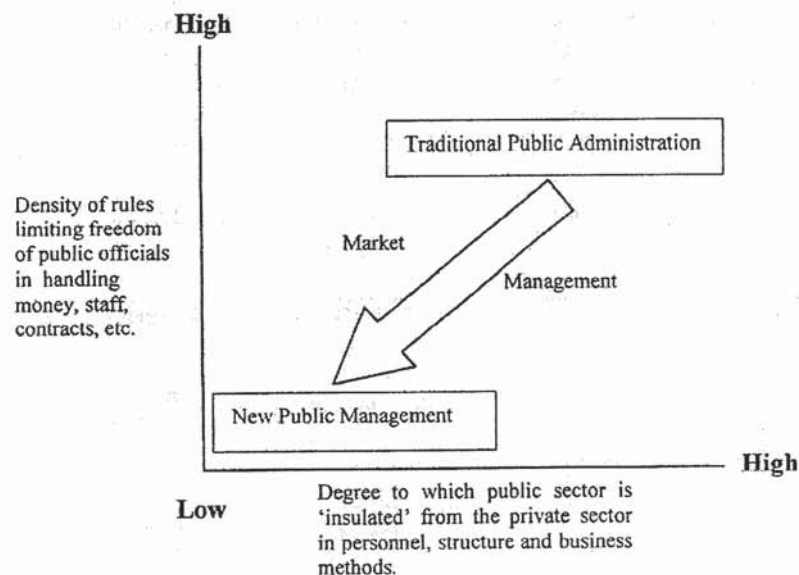 High
Traditional Public Administration
Density of rules
limiting freedom
of public officials
in handling
money, staff,
contracts, etc.
Market
Management
New Public Management
High
Low
Degree to which public sector is
‘insulated’ from the private sector
in personnel, structure and business
methods.